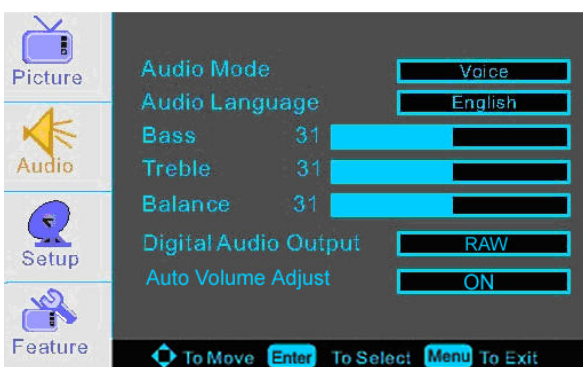 Picture
Audio
Setup
Feature
Audio Mode Voice
Audio Language English
Bass 31
Treble 31
Balance 31
Digital Audio Output RAW
Auto Volume Adjust ON
To Move Enter To Select Menu To Exit